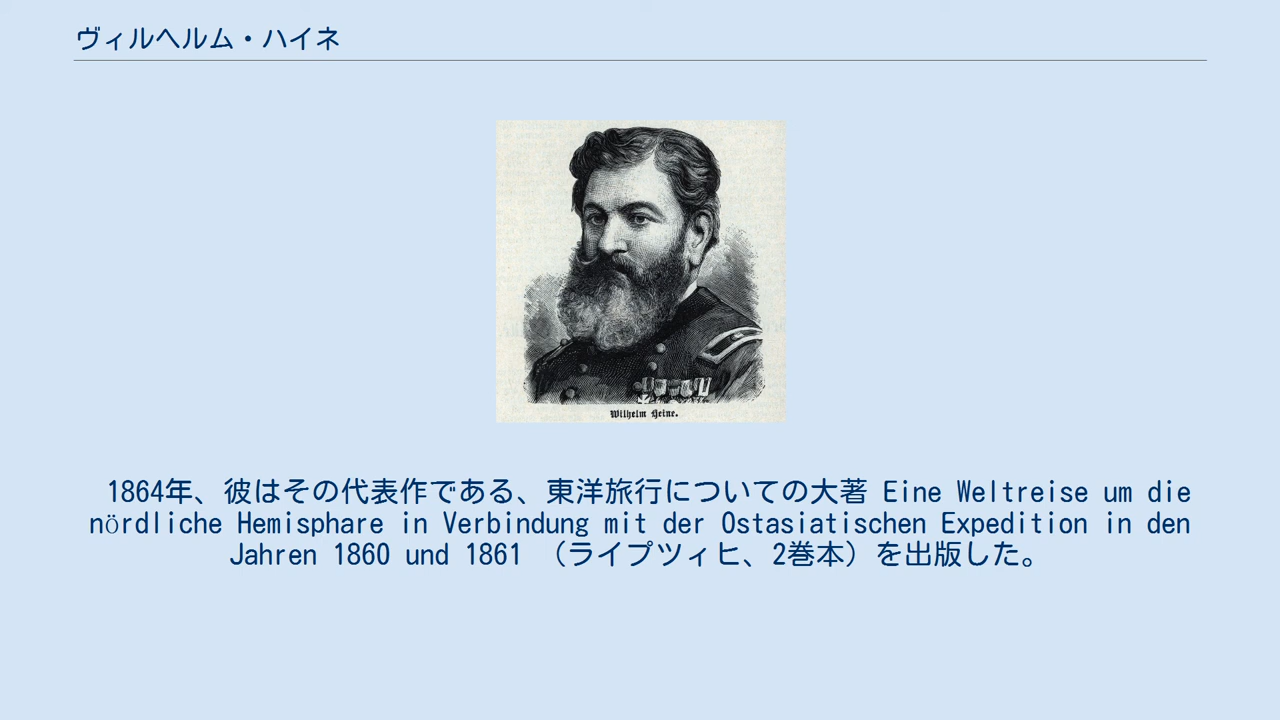 ヴィルヘルム・ハイネ
Wilhelm Heine.
1864年、彼はその代表作である、東洋旅行についての大著 Eine Weltreise um die
nördliche Hemisphare in Verbindung mit der Ostasiatischen Expedition in den
Jahren 1860 und 1861 （ライプツィヒ、2巻本）を出版した。